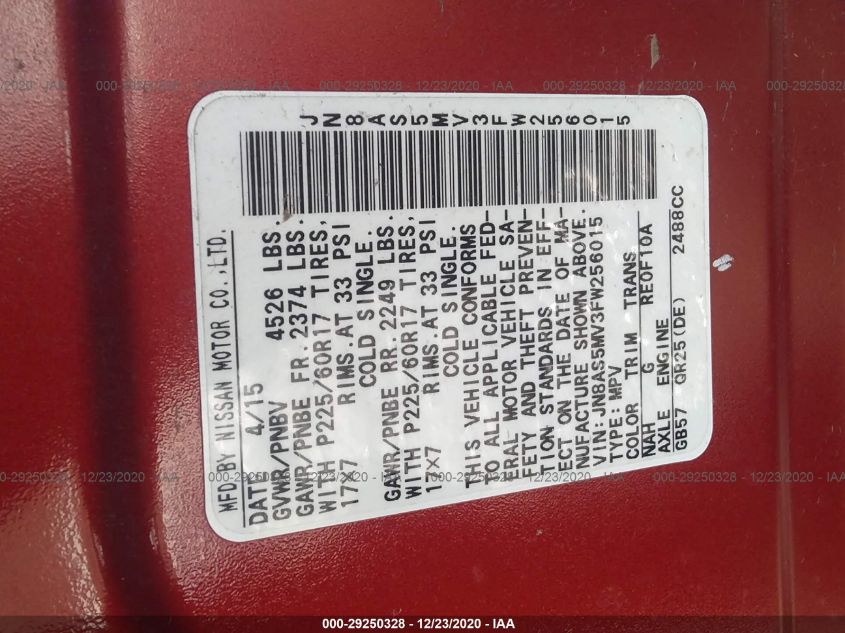 JN8AS5MV3FW256015
MFD BY NISSAN MOTOR CO.,LTD.
DATE 4/15
GVWR/PNBV 4526 LBS.
GAWR/PNBE FR. 2374 LBS.
WITH P225/60R17 TIRES,
17X7 RIMS.AT 33 PSI
COLD SINGLE.
GAWR/PNBE RR. 2249 LBS.
WITH P225/60R17 TIRES,
17X7 RIMS.AT 33 PSI
COLD SINGLE.
THIS VEHICLE CONFORMS
TO ALL APPLICABLE FED-
ERAL MOTOR VEHICLE SA-
FETY AND THEFT PREVEN-
TION STANDARDS IN EFF-
ECT ON THE DATE OF MA-
NUFACTURE SHOWN ABOVE.
VIN:JN8AS5MV3FW256015
TYPE:MPV
COLOR TRIM TRANS
NAH G RE0F10A
AXLE ENGINE
GB57 QR25(DE) 2488CC
000-29250328 - 12/23/2020 - IAA